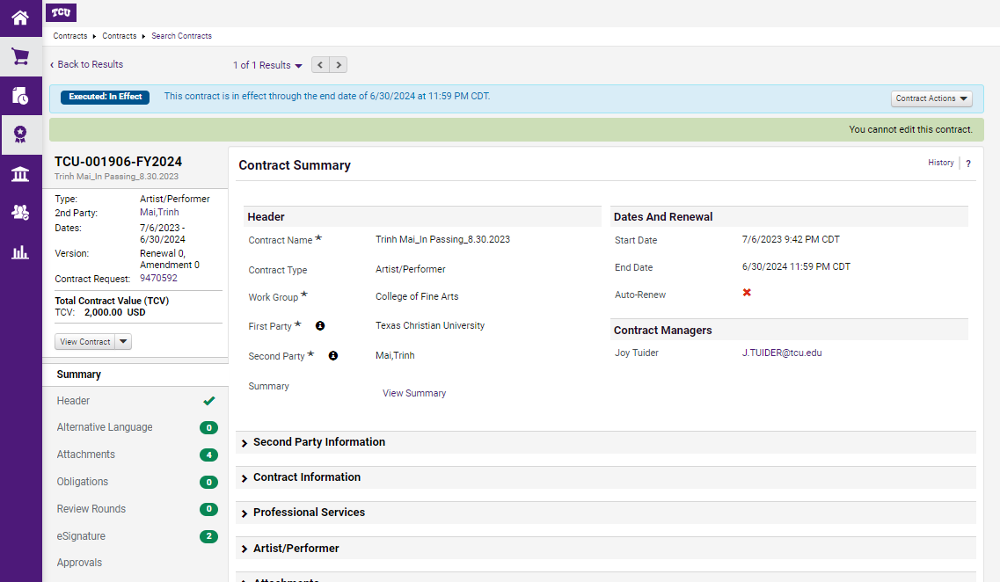 TCU
Contracts ▸ Contracts ▸ Search Contracts
‹ Back to Results
1 of 1 Results
Executed: In Effect
This contract is in effect through the end date of 6/30/2024 at 11:59 PM CDT.
Contract Actions
You cannot edit this contract.
TCU-001906-FY2024
Trinh Mai_In Passing_8.30.2023
Type: Artist/Performer
2nd Party: Mai,Trinh
Dates: 7/6/2023 -
6/30/2024
Version: Renewal 0,
Amendment 0
Contract Request: 9470592
Total Contract Value (TCV)
TCV: 2,000.00 USD
View Contract
Summary
Header
Alternative Language 0
Attachments 4
Obligations 0
Review Rounds 0
eSignature 2
Approvals
Contract Summary
History
?
Header
Contract Name * Trinh Mai_In Passing_8.30.2023
Contract Type Artist/Performer
Work Group * College of Fine Arts
First Party * Texas Christian University
Second Party * Mai,Trinh
Summary View Summary
Dates And Renewal
Start Date 7/6/2023 9:42 PM CDT
End Date 6/30/2024 11:59 PM CDT
Auto-Renew
Contract Managers
Joy Tuider J.TUIDER@tcu.edu
Second Party Information
Contract Information
Professional Services
Artist/Performer
Attachments